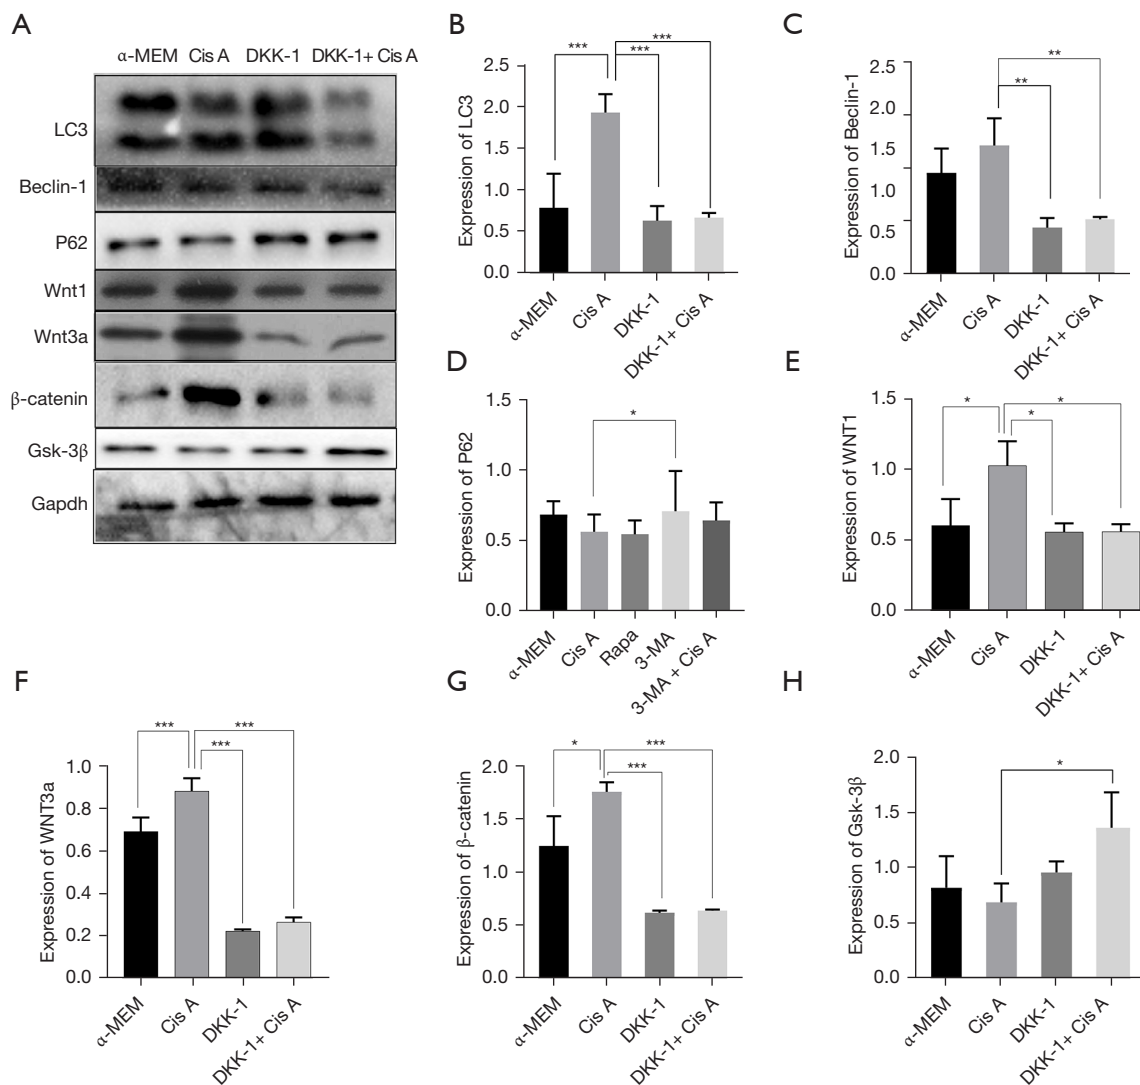 A
α-MEM Cis A DKK-1 DKK-1+ Cis A
LC3
Beclin-1
P62
Wnt1
Wnt3a
β-catenin
Gsk-3β
Gapdh
B
Expression of LC3
2.5
2.0
1.5
1.0
0.5
0.0
*** *** ***
α-MEM Cis A DKK-1 DKK-1+ Cis A
C
Expression of Beclin-1
2.5
2.0
1.5
1.0
0.5
0.0
** **
α-MEM Cis A DKK-1 DKK-1+ Cis A
D
Expression of P62
1.5
1.0
0.5
0.0
*
α-MEM Cis A Rapa 3-MA 3-MA + Cis A
E
Expression of WNT1
1.5
1.0
0.5
0.0
* * *
α-MEM Cis A DKK-1 DKK-1+ Cis A
F
Expression of WNT3a
1.0
0.8
0.6
0.4
0.2
0.0
*** *** ***
α-MEM Cis A DKK-1 DKK-1+ Cis A
G
Expression of β-catenin
2.0
1.5
1.0
0.5
0.0
* *** ***
α-MEM Cis A DKK-1 DKK-1+ Cis A
H
Expression of Gsk-3β
2.0
1.5
1.0
0.5
0.0
*
α-MEM Cis A DKK-1 DKK-1+ Cis A